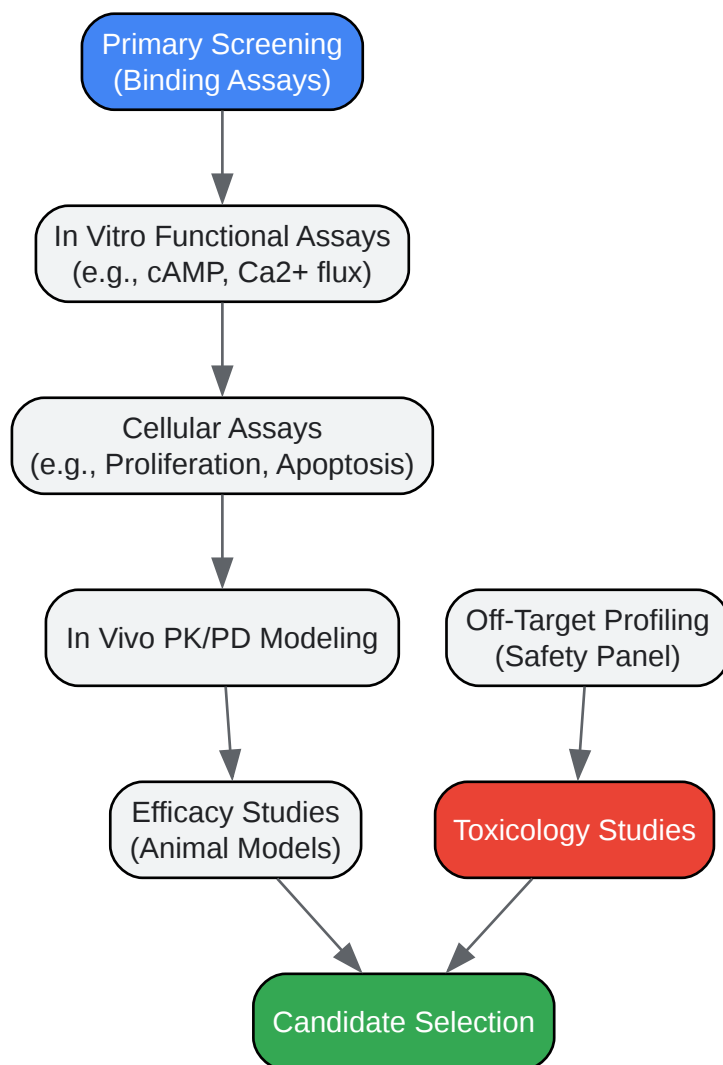 Primary Screening
(Binding Assays)
In Vitro Functional Assays
(e.g., cAMP, Ca2+ flux)
Cellular Assays
(e.g., Proliferation, Apoptosis)
In Vivo PK/PD Modeling
Off-Target Profiling
(Safety Panel)
Efficacy Studies
(Animal Models)
Toxicology Studies
Candidate Selection